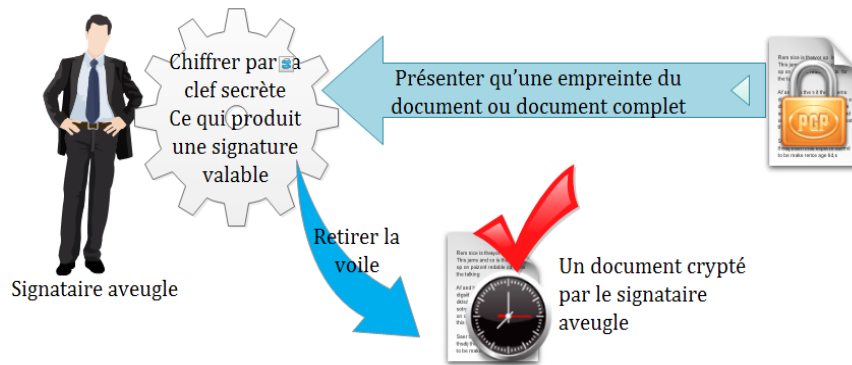 Chiffrer par sa
clef secrète
Ce qui produit
une signature
valable
Présenter qu'une empreinte du
document ou document complet
PGP
Retirer la
voile
Signataire aveugle
Un document crypté
par le signataire
aveugle